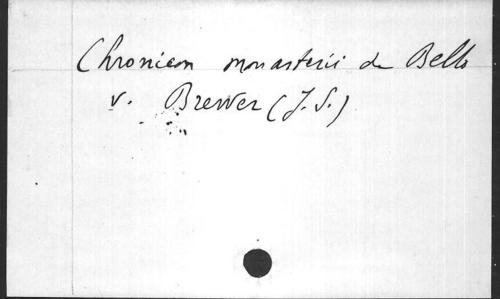 Chronicon monasterii de Bello
v. Brewer (J. S.)